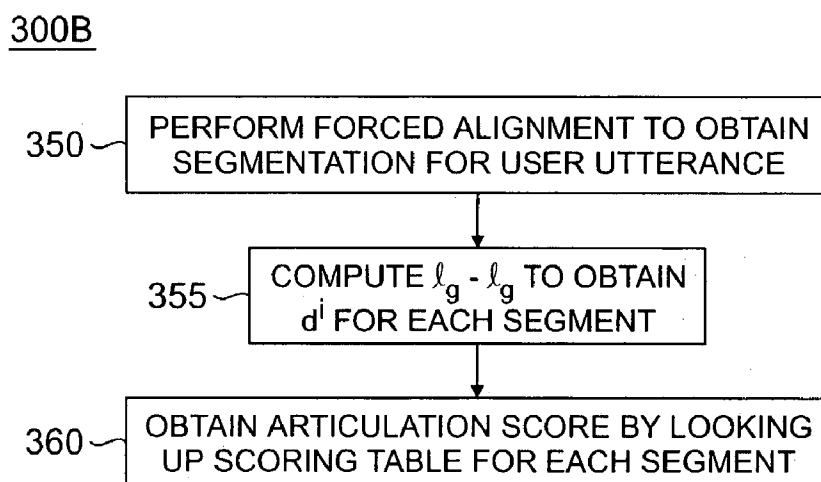 300B
350
PERFORM FORCED ALIGNMENT TO OBTAIN
SEGMENTATION FOR USER UTTERANCE
355
COMPUTE ℓg - ℓg TO OBTAIN
dⁱ FOR EACH SEGMENT
360
OBTAIN ARTICULATION SCORE BY LOOKING
UP SCORING TABLE FOR EACH SEGMENT